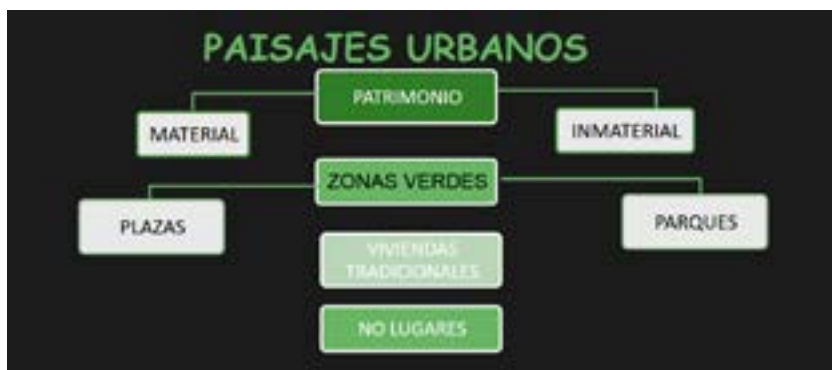 PAISAJES URBANOS
PATRIMONIO
MATERIAL
INMATERIAL
ZONAS VERDES
PLAZAS
PARQUES
VIVIENDAS
TRADICIONALES
NO LUGARES